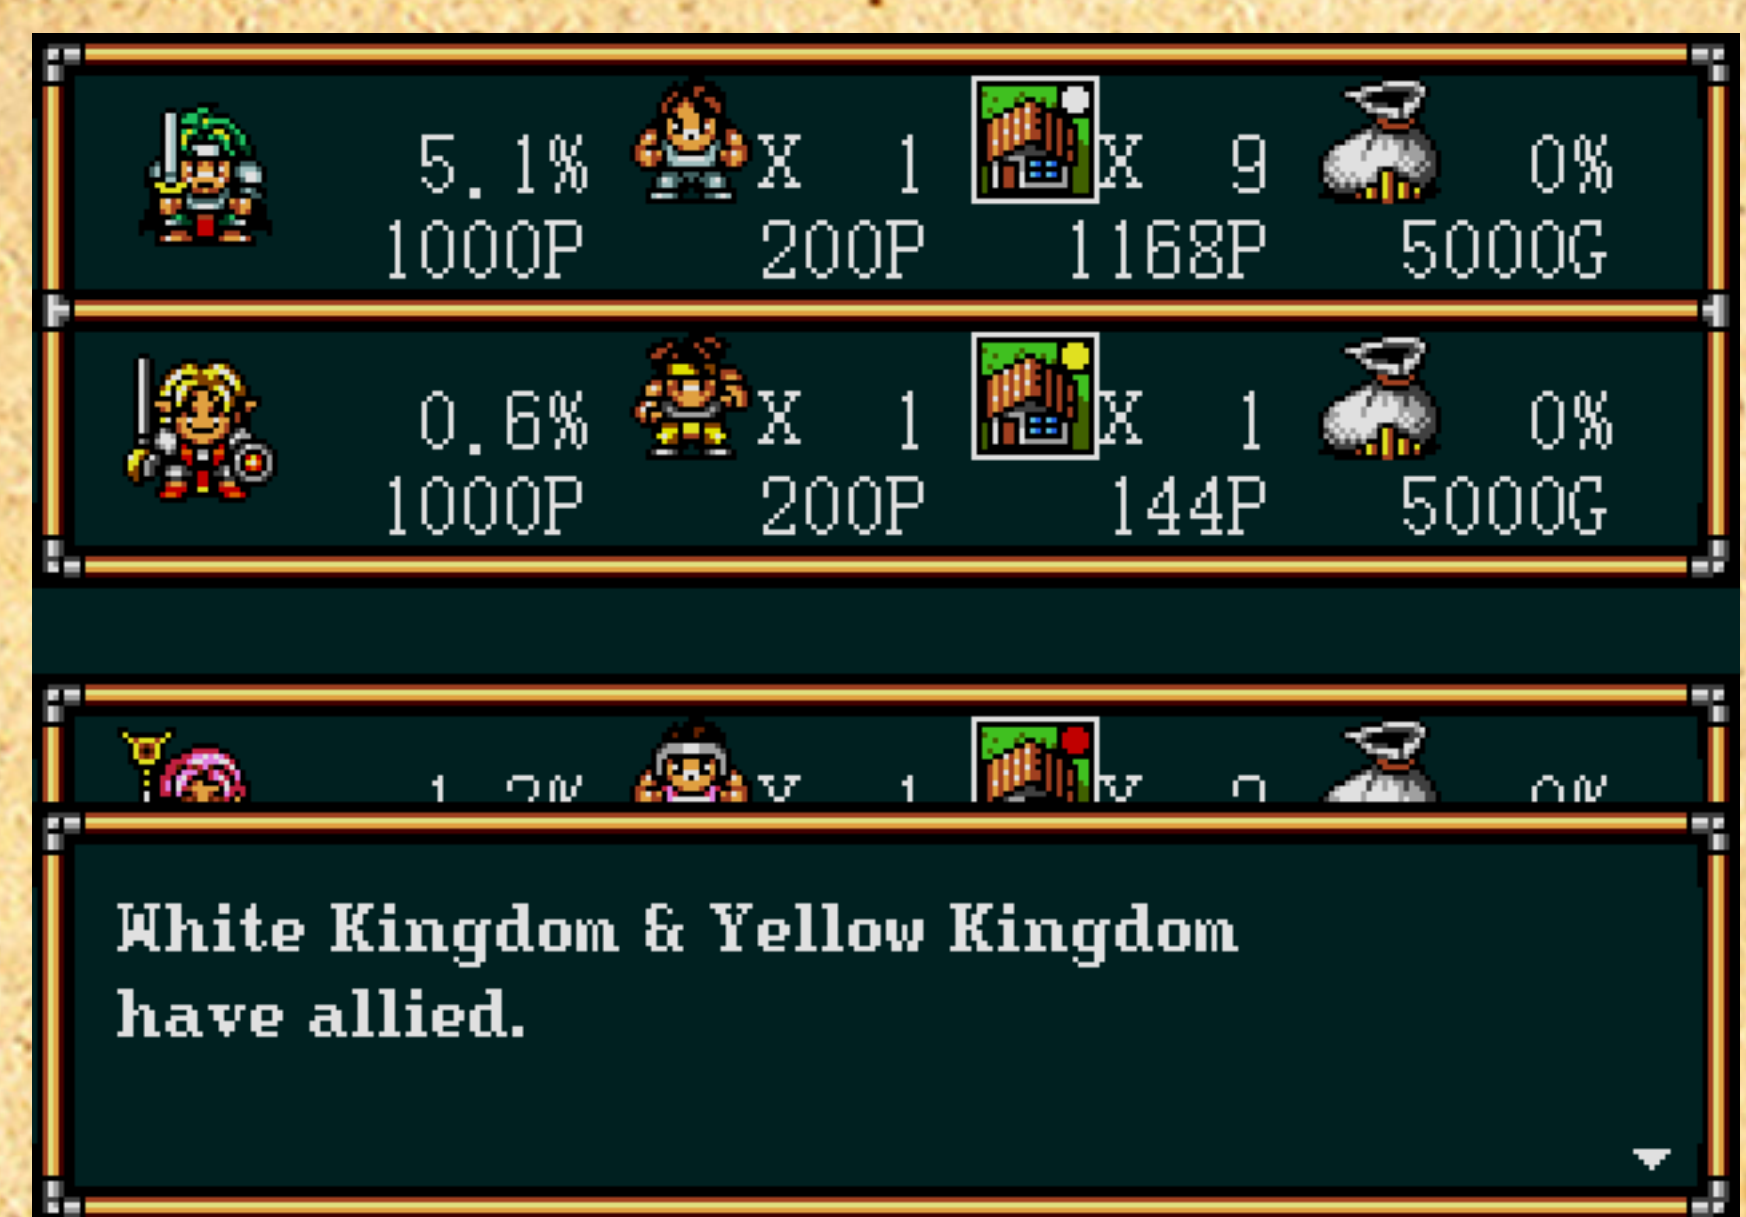 5.1% X 1 X 9 0%
1000P 200P 1168P 5000G
0.6% X 1 X 1 0%
1000P 200P 144P 5000G
White Kingdom & Yellow Kingdom
have allied.